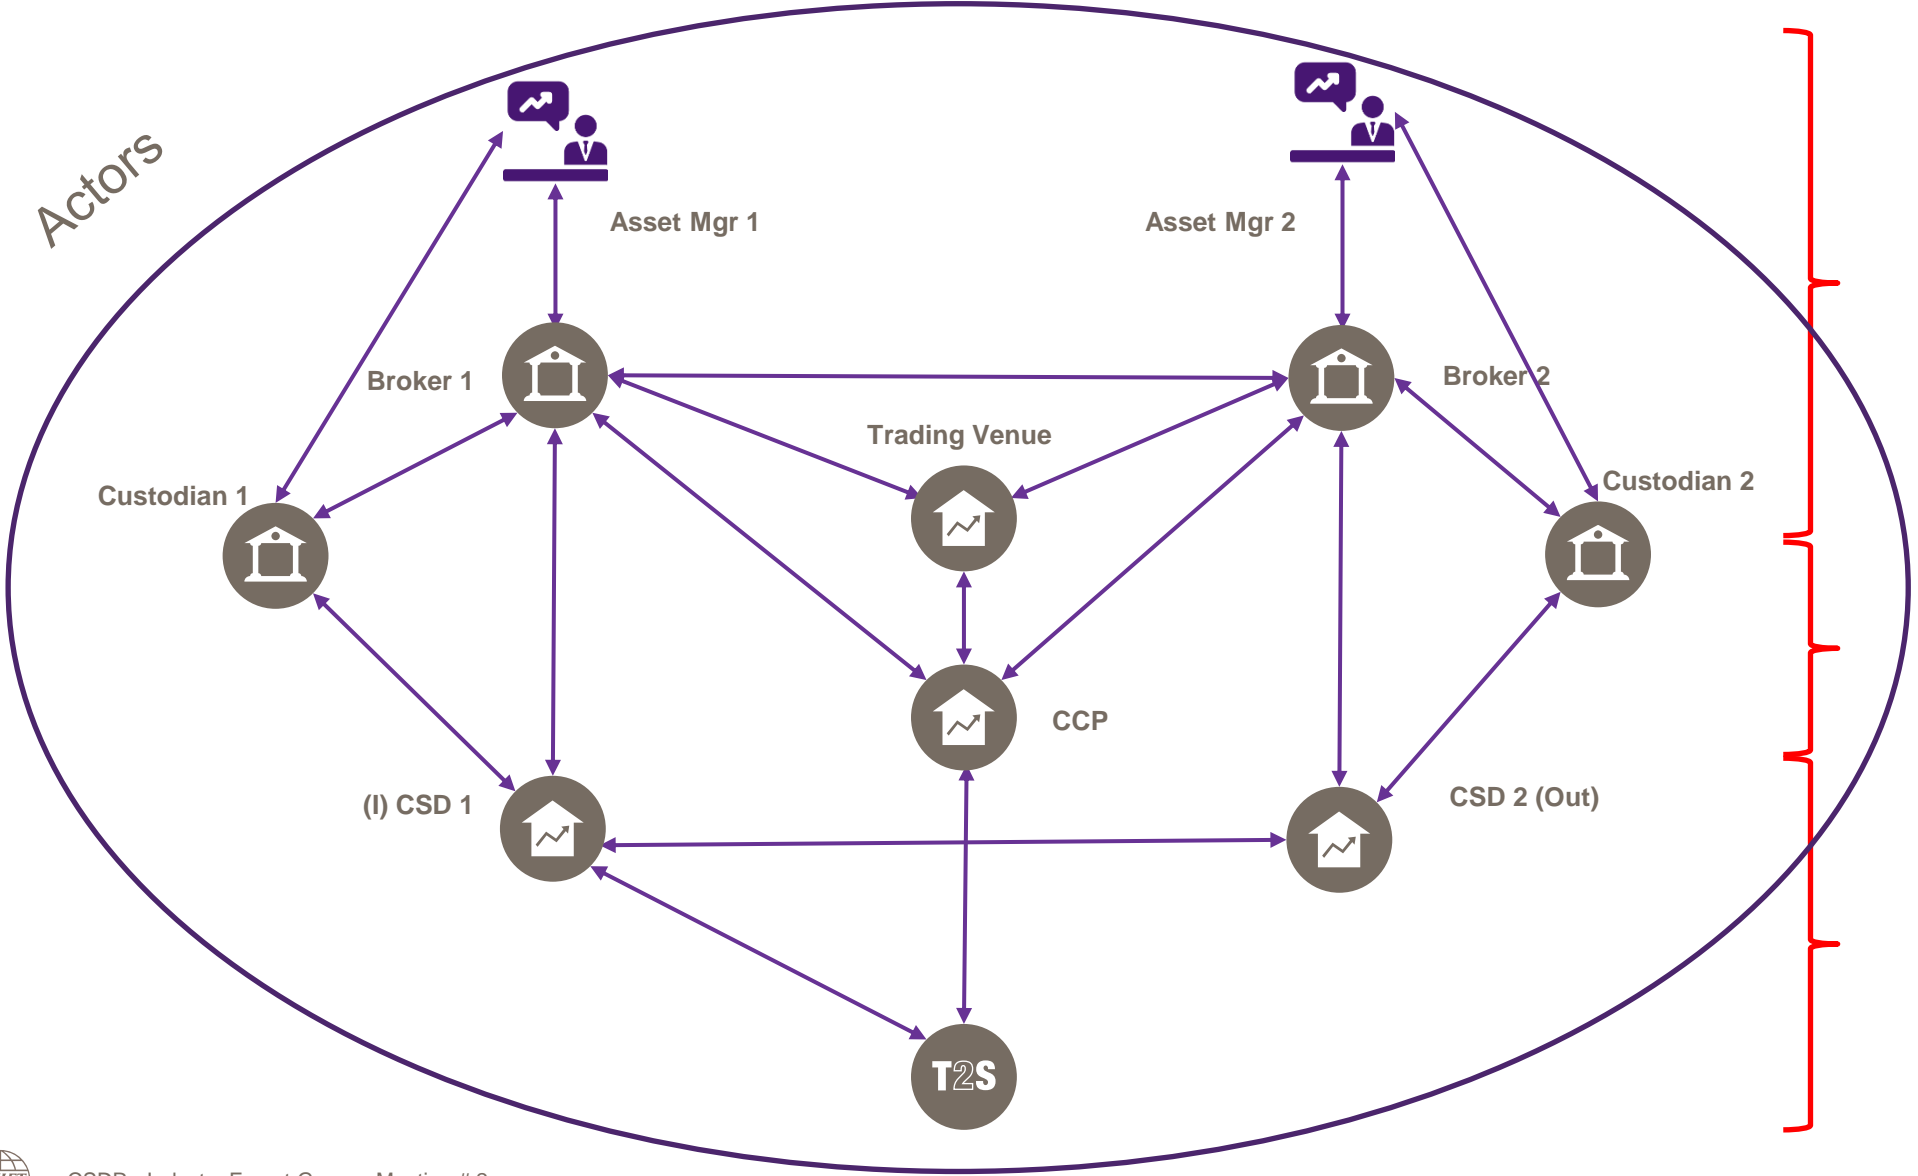 Actors
Asset Mgr 1
Asset Mgr 2
Broker 1
Broker 2
Trading Venue
Custodian 1
Custodian 2
CCP
(I) CSD 1
CSD 2 (Out)
T2S